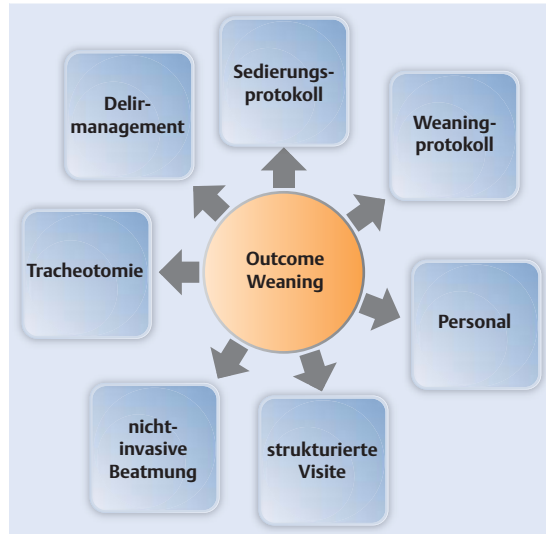 Sedierungs-
protokoll
Delir-
management
Weaning-
protokoll
Tracheotomie
Outcome
Weaning
Personal
nicht-
invasive
Beatmung
strukturierte
Visite